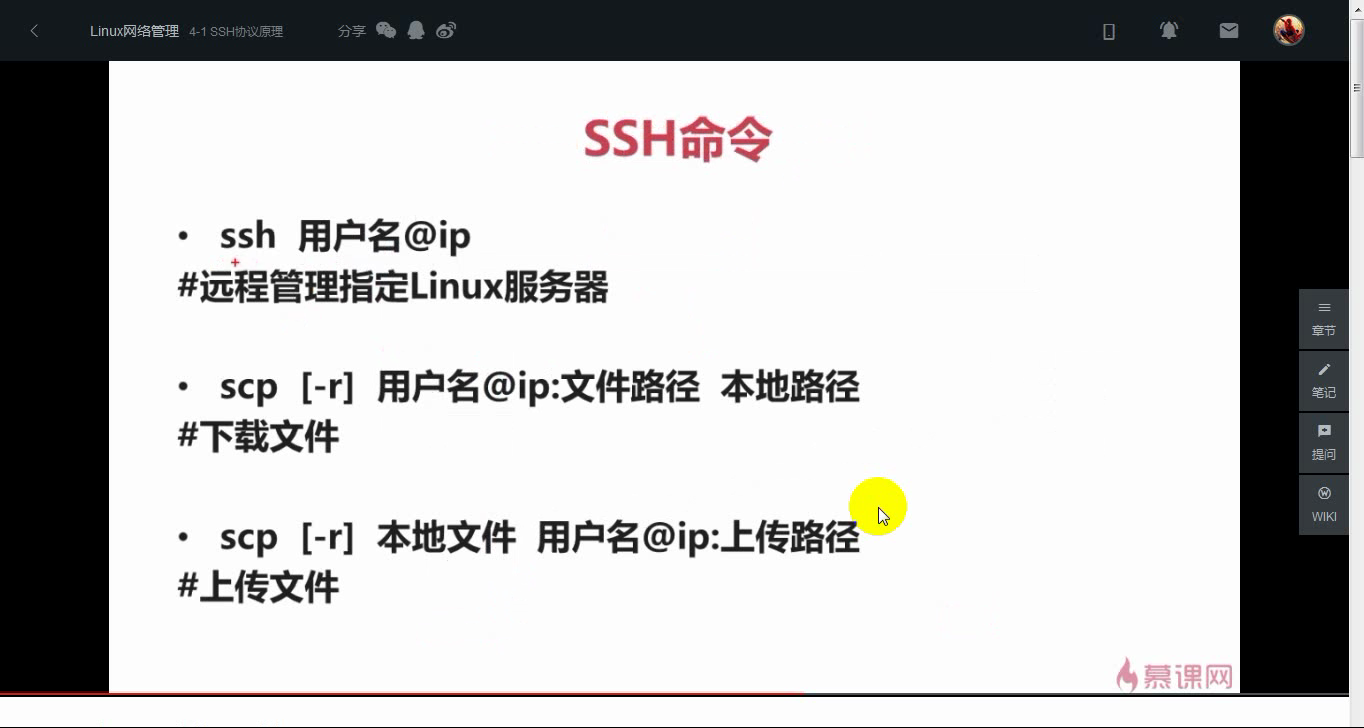 Linux网络管理 4-1 SSH协议原理 分享
SSH命令
• ssh 用户名@ip
#远程管理指定Linux服务器
• scp [-r] 用户名@ip:文件路径 本地路径
#下载文件
• scp [-r] 本地文件 用户名@ip:上传路径
#上传文件
章节
笔记
提问
WIKI
慕课网